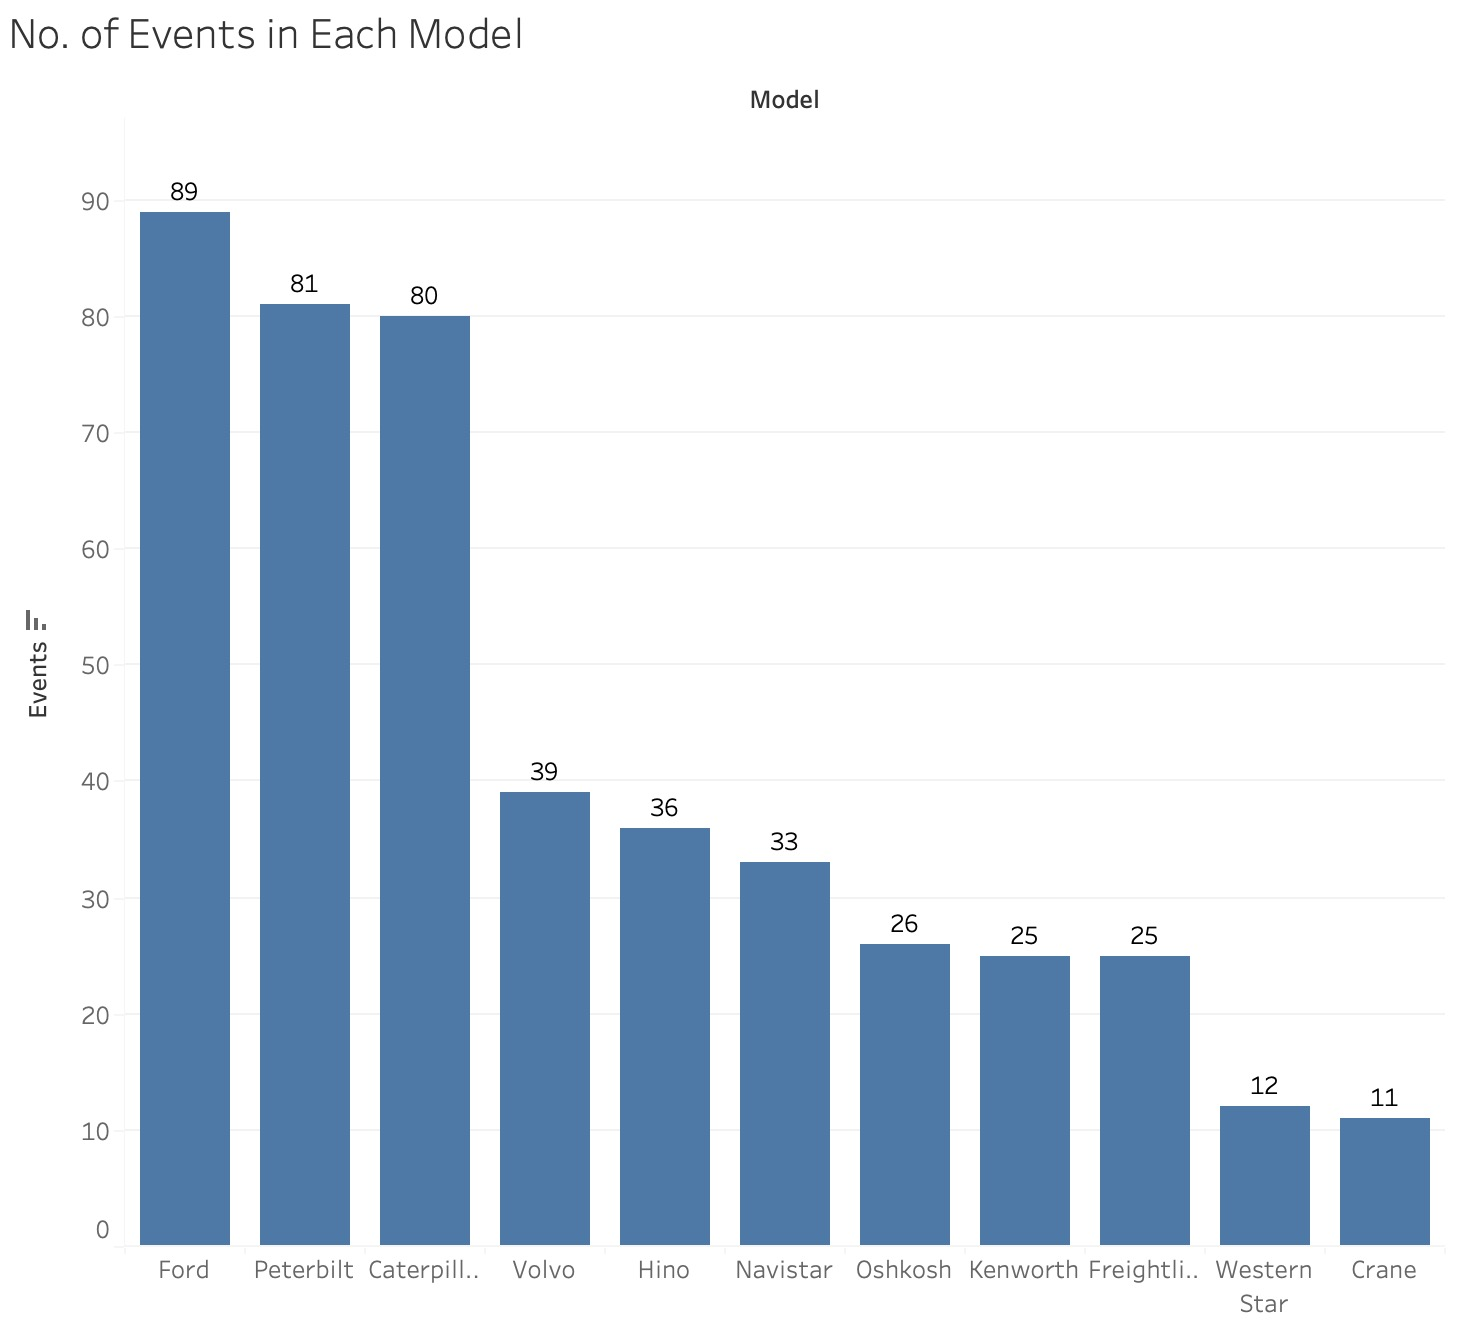 No. of Events in Each Model
Model
90
80
70
60
50
40
30
20
10
0
Events
89
81
80
39
36
33
26
25
25
12
11
Ford
Peterbilt
Caterpill..
Volvo
Hino
Navistar
Oshkosh
Kenworth
Freightli..
Western
Star
Crane